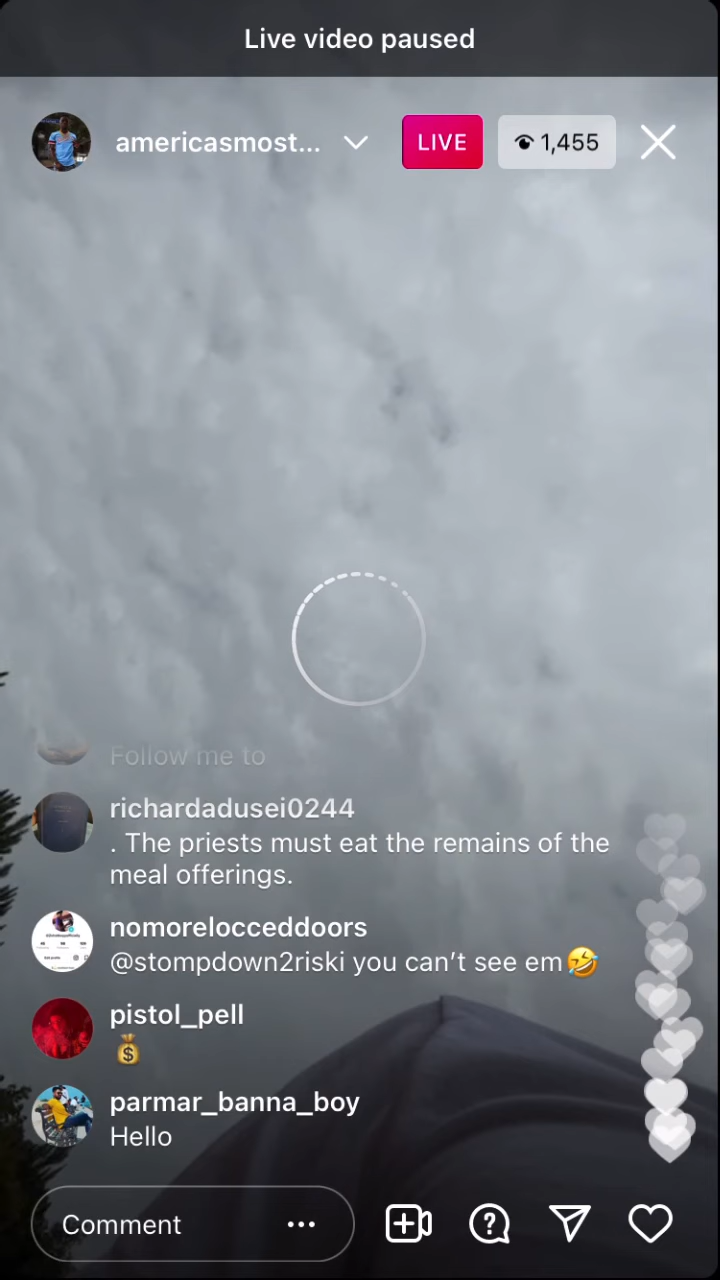 Live video paused
americasmost...
LIVE
1,455
Follow me to
richardadusei0244
. The priests must eat the remains of the
meal offerings.
nomorelocceddoors
@stompdown2riski you can’t see em🤣
pistol_pell
💰
parmar_banna_boy
Hello
Comment